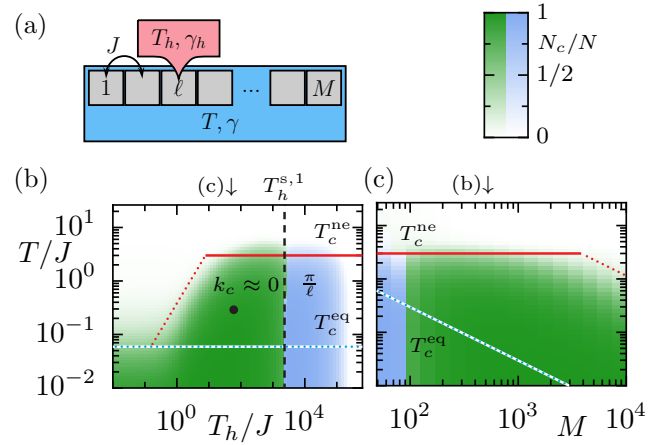 (a)
T_h, γ_h
J
1 ℓ ... M
T, γ
1
N_c/N
1/2
0
(b) (c)↓ T_h^{s,1}
T/J
10^1
10^0
10^{-1}
10^{-2}
T_c^{ne}
k_c ≈ 0 π/ℓ
T_c^{eq}
10^0 T_h/J 10^4
(c) (b)↓
T_c^{ne}
T_c^{eq}
10^2 10^3 M 10^4